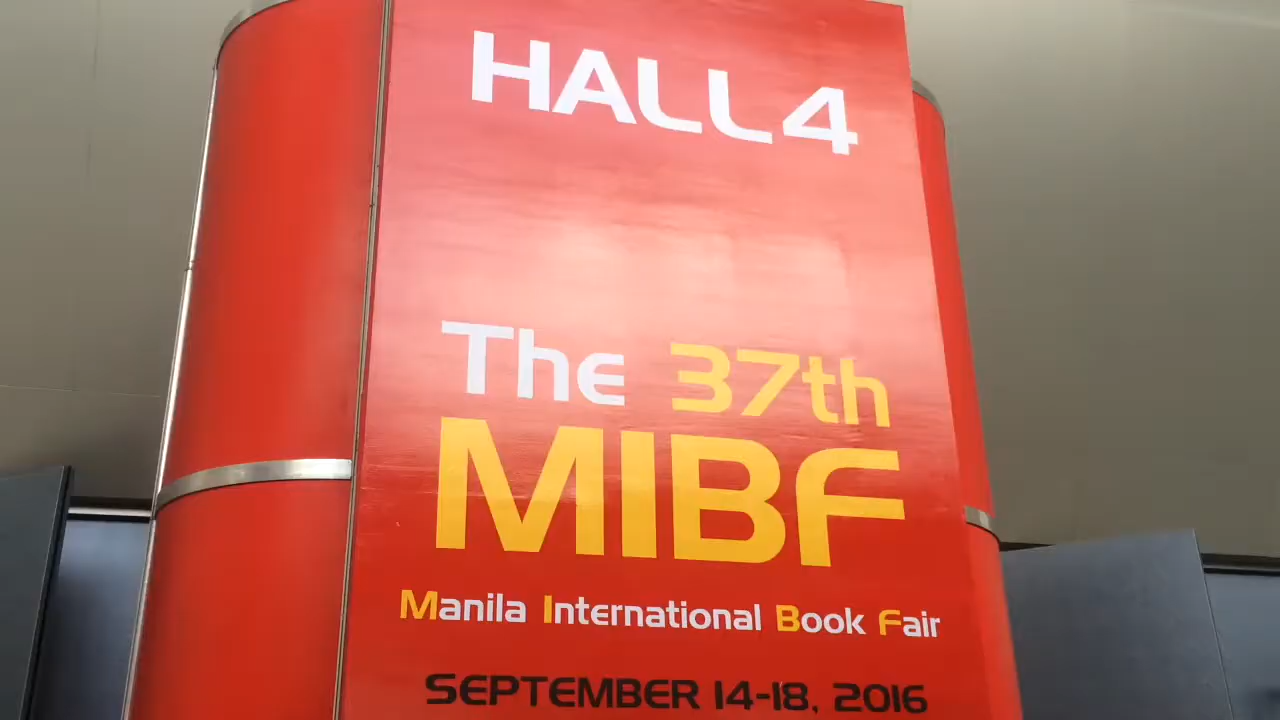 HALL 4
The 37th
MIBF
Manila International Book Fair
SEPTEMBER 14-18, 2016